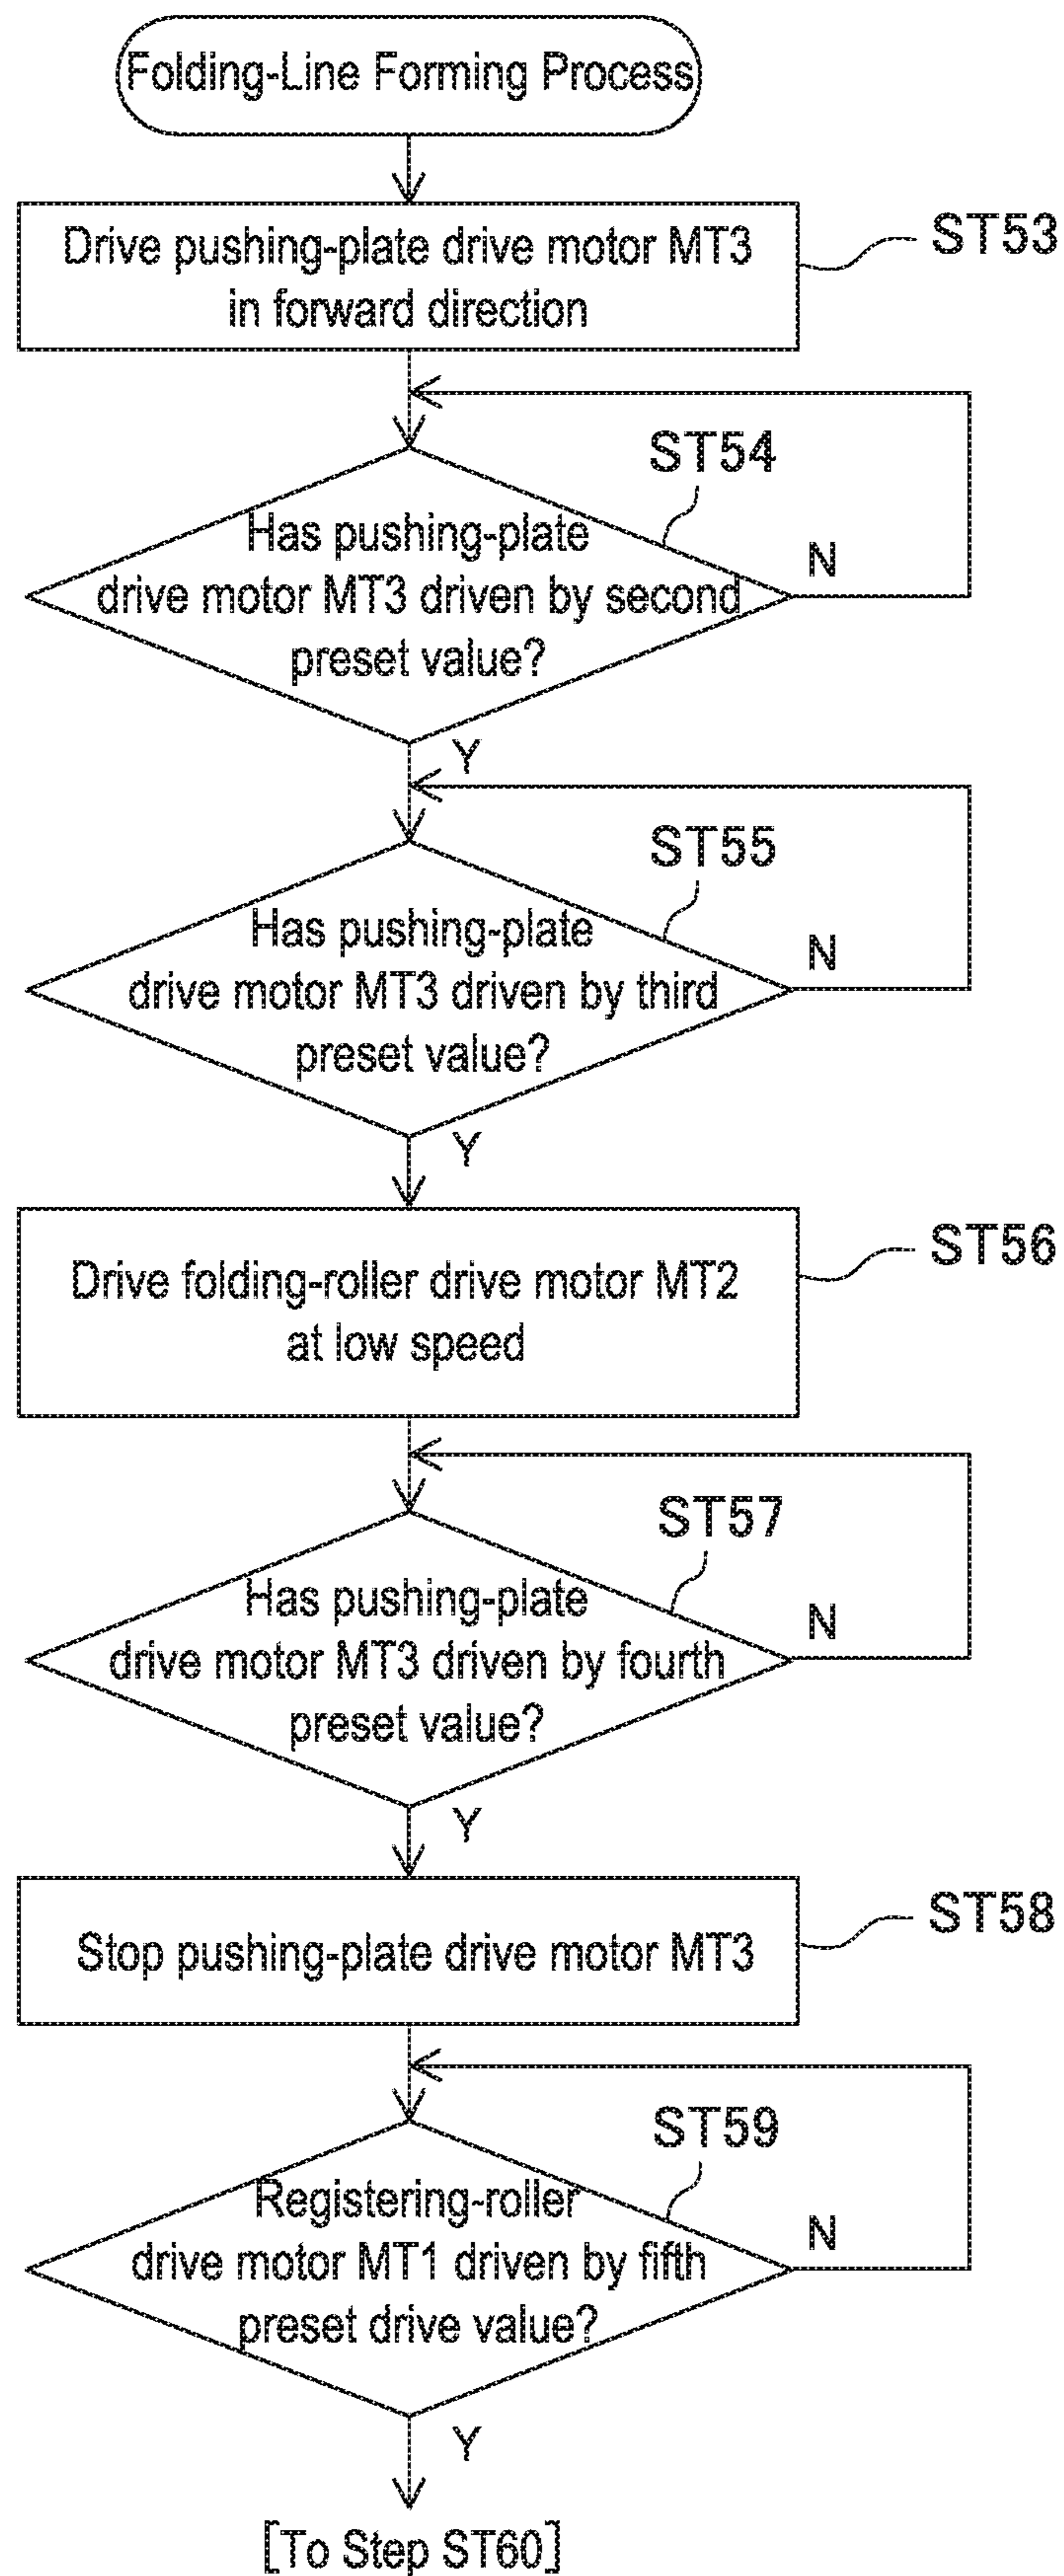 Folding-Line Forming Process
Drive pushing-plate drive motor MT3
in forward direction
ST53
ST54
Has pushing-plate
drive motor MT3 driven by second
preset value?
N
Y
ST55
Has pushing-plate
drive motor MT3 driven by third
preset value?
N
Y
Drive folding-roller drive motor MT2
at low speed
ST56
ST57
Has pushing-plate
drive motor MT3 driven by fourth
preset value?
N
Y
Stop pushing-plate drive motor MT3
ST58
ST59
Registering-roller
drive motor MT1 driven by fifth
preset drive value?
N
Y
[To Step ST60]